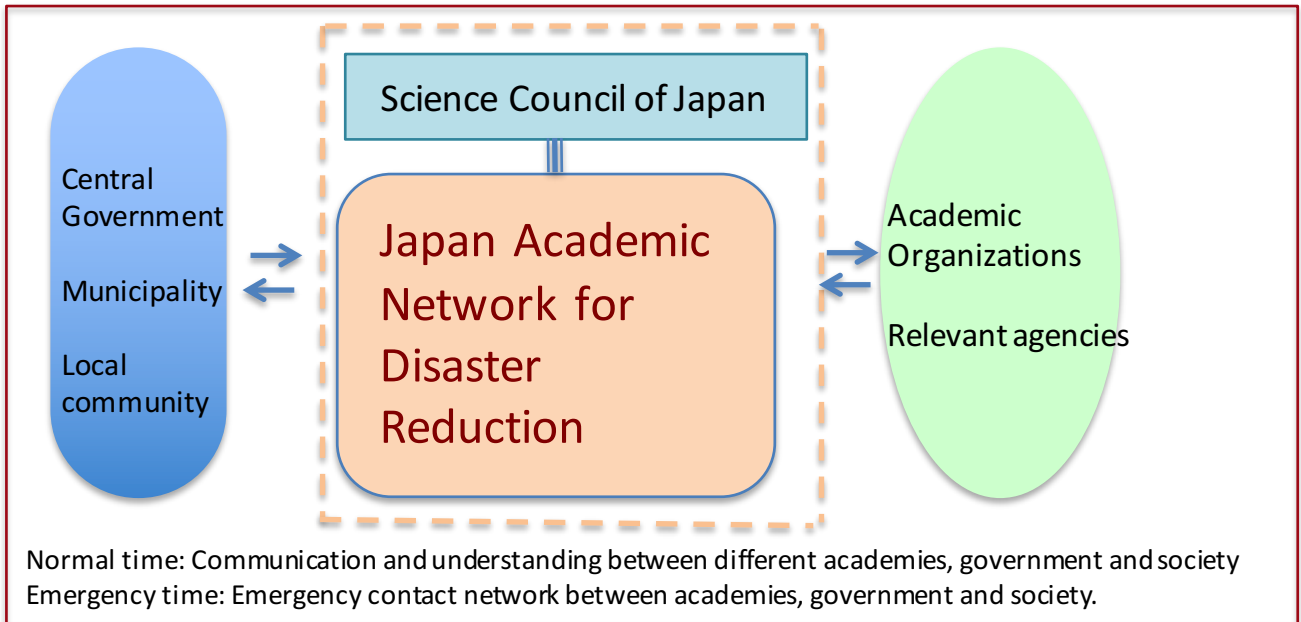 Science Council of Japan
Central
Government
Municipality
Local
community
Japan Academic
Network for
Disaster
Reduction
Academic
Organizations
Relevant agencies
Normal time: Communication and understanding between different academies, government and society
Emergency time: Emergency contact network between academies, government and society.